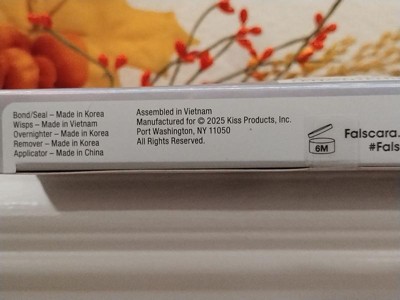 Bond/Seal – Made in Korea
Wisps – Made in Vietnam
Overnighter – Made in Korea
Remover – Made in Korea
Applicator – Made in China
Assembled in Vietnam
Manufactured for © 2025 Kiss Products, Inc.
Port Washington, NY 11050
All Rights Reserved.
6M
Falscara.
#Fals